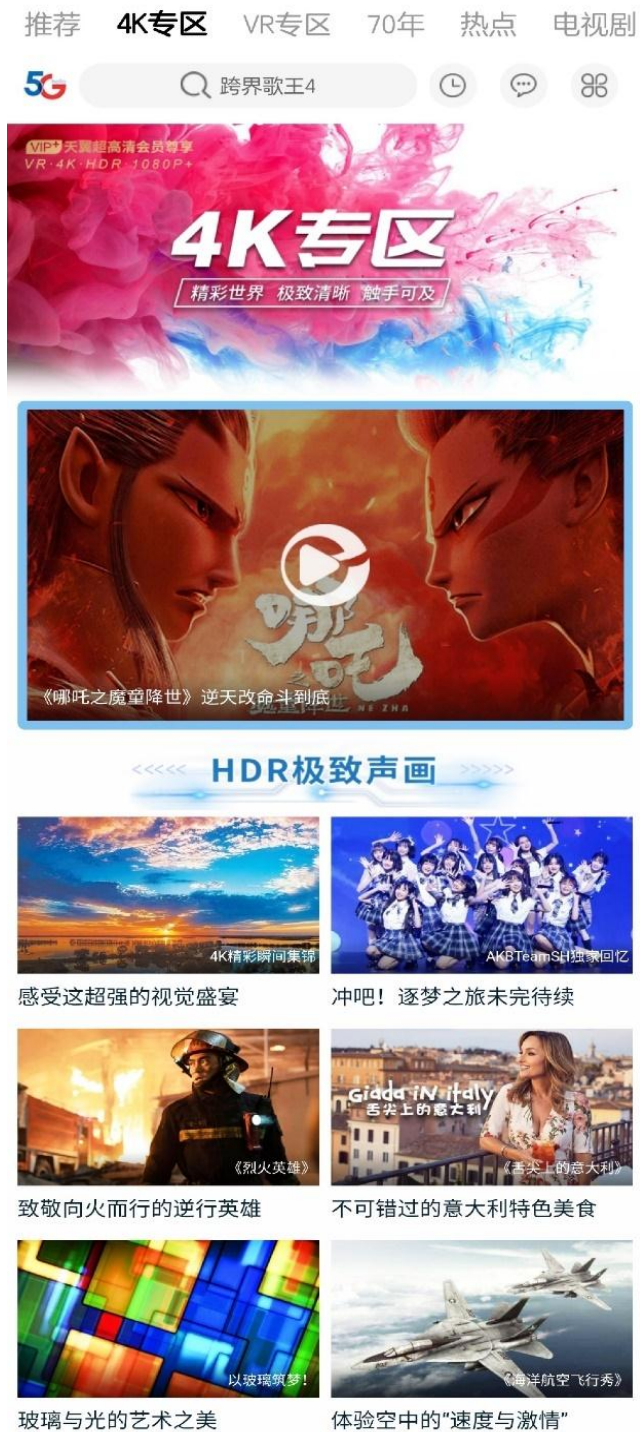 推荐 4K专区 VR专区 70年 热点 电视剧
5G 跨界歌王4
VIP+ 天翼超高清会员尊享
VR·4K·HDR 1080P+
4K专区
精彩世界 极致清晰 触手可及
哪吒
之
魔童降世 NE ZHA
《哪吒之魔童降世》逆天改命斗到底
<<<<< HDR极致声画 >>>>>
4K精彩瞬间集锦
AKBTeamSH独家回忆
感受这超强的视觉盛宴
冲吧！逐梦之旅未完待续
《烈火英雄》
Giada iN italy
舌尖上的意大利
《舌尖上的意大利》
致敬向火而行的逆行英雄
不可错过的意大利特色美食
以玻璃筑梦！
《海洋航空飞行秀》
玻璃与光的艺术之美
体验空中的“速度与激情”